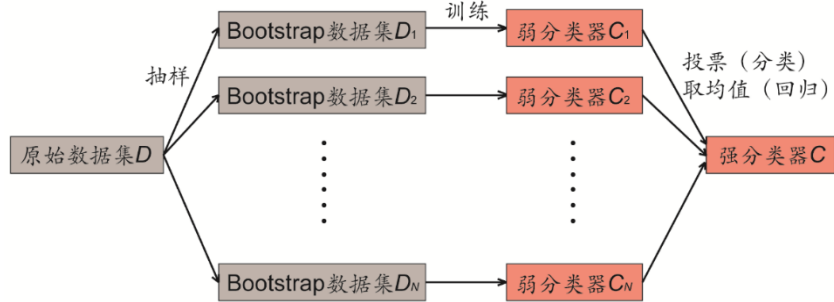 训练
Bootstrap数据集D₁
弱分类器C₁
抽样
投票（分类）
取均值（回归）
Bootstrap数据集D₂
弱分类器C₂
原始数据集D
强分类器C
Bootstrap数据集Dₙ
弱分类器Cₙ